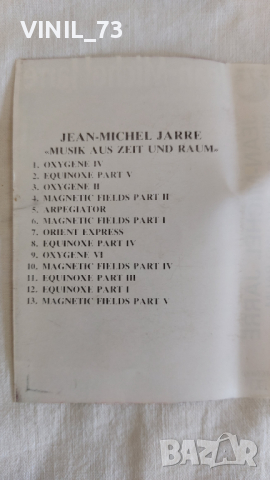 VINIL_73
JEAN-MICHEL JARRE
«MUSIK AUS ZEIT UND RAUM»
1. OXYGENE IV
2. EQUINOXE PART V
3. OXYGENE II
4. MAGNETIC FIELDS PART II
5. ARPEGIATOR
6. MAGNETIC FIELDS PART I
7. ORIENT EXPRESS
8. EQUINOXE PART IV
9. OXYGENE VI
10. MAGNETIC FIELDS PART IV
11. EQUINOXE PART III
12. EQUINOXE PART I
13. MAGNETIC FIELDS PART V
bazar